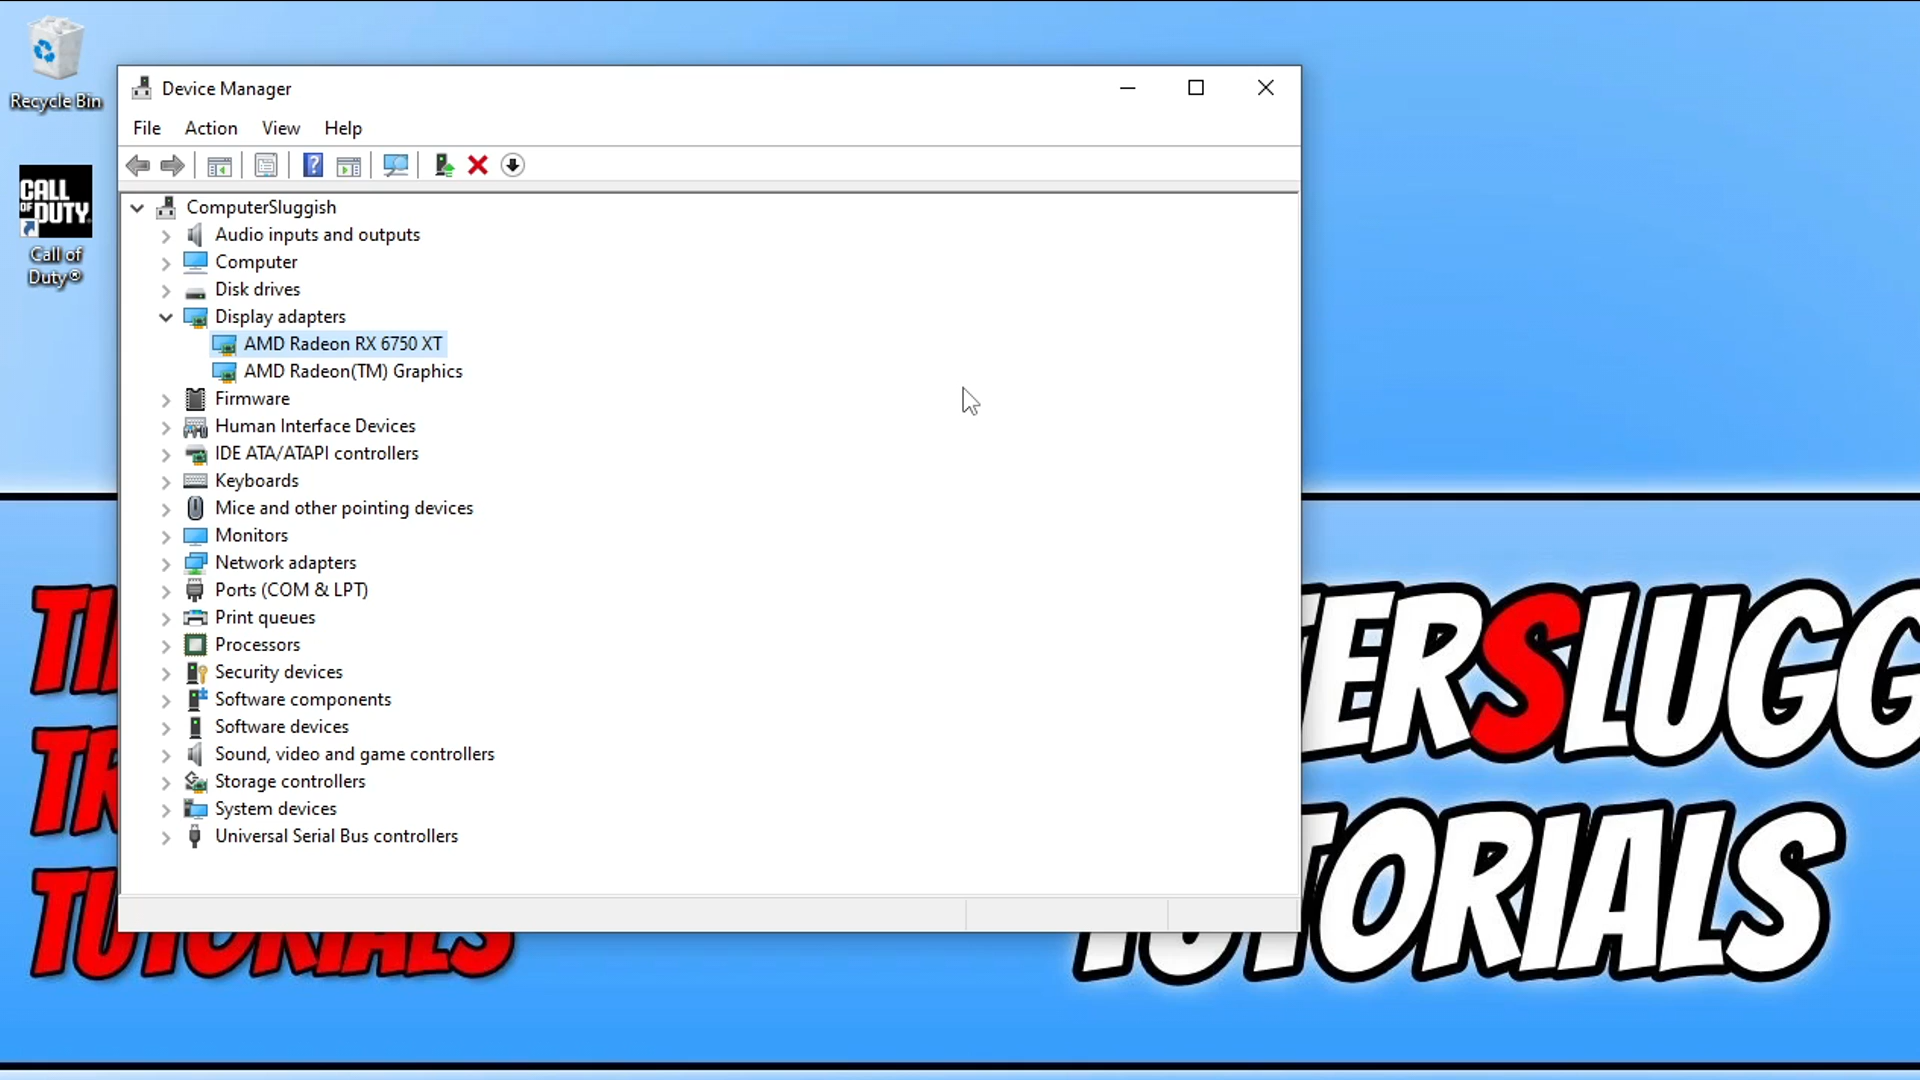 Recycle Bin
CALL
OF DUTY
Call of
Duty®
Device Manager
File Action View Help
ComputerSluggish
Audio inputs and outputs
Computer
Disk drives
Display adapters
AMD Radeon RX 6750 XT
AMD Radeon(TM) Graphics
Firmware
Human Interface Devices
IDE ATA/ATAPI controllers
Keyboards
Mice and other pointing devices
Monitors
Network adapters
Ports (COM & LPT)
Print queues
Processors
Security devices
Software components
Software devices
Sound, video and game controllers
Storage controllers
System devices
Universal Serial Bus controllers
TUTORIALS
TERSLUGG
TUTORIALS